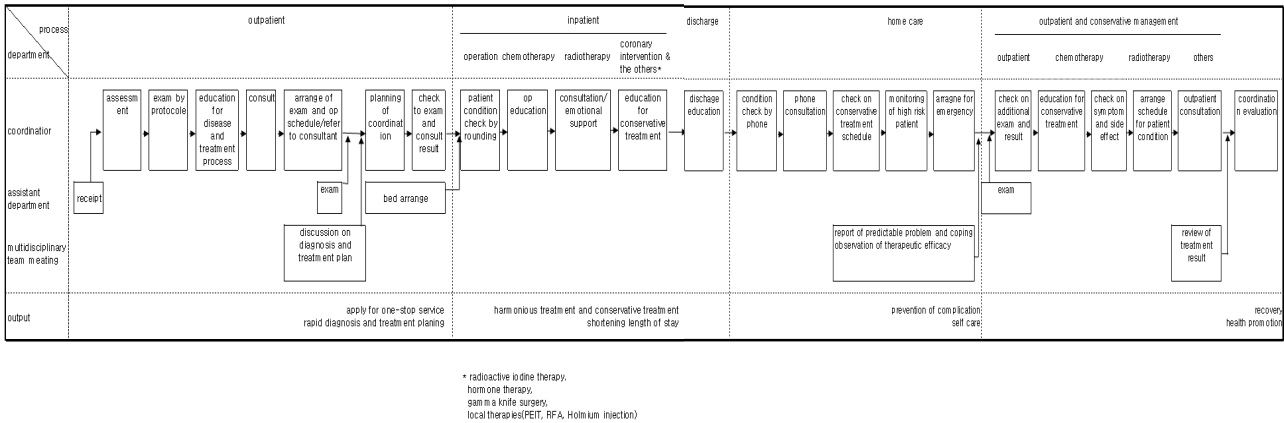 process
department
outpatient
inpatient
operation chemotherapy radiotherapy
coronary
intervention &
the others*
discharge
home care
outpatient and conservative management
outpatient
chemotherapy
radiotherapy
others
coordination
assessm
ent
exam by
protocole
education
for
disease
and
treatment
process
consult
arrange of
exam and op
schedule/refer
to consultant
planning
of
coordinat
ion
check
to exam
and
consult
result
patient
condition
check by
rounding
op
education
consultation/
emotional
support
education
for
conservative
treatment
dischage
education
condition
check by
phone
phone
consultation
check on
conservative
treatment
schedule
monitoring
of high risk
patient
arragne for
emergency
check on
additional
exam and
result
education for
conservative
treatment
check on
symptom
and side
effect
arrange
schedule
for patient
condition
outpatient
consultation
coordinatio
n evaluation
assistant
department
receipt
exam
bed arrange
exam
multidisciplinary
team meating
discussion on
diagnosis and
treatment plan
report of predictable problem and coping
observation of therapeutic efficacy
review of
treatment
result
output
apply for one-stop service
rapid diagnosis and treatment planing
harmonious treatment and conservative treatment
shortening length of stay
prevention of complication
self care
recovery
health promotion
* radioactive iodine therapy,
hormone therapy,
gamma knife surgery,
local therapies(PEIT, RFA, Holmium injection)